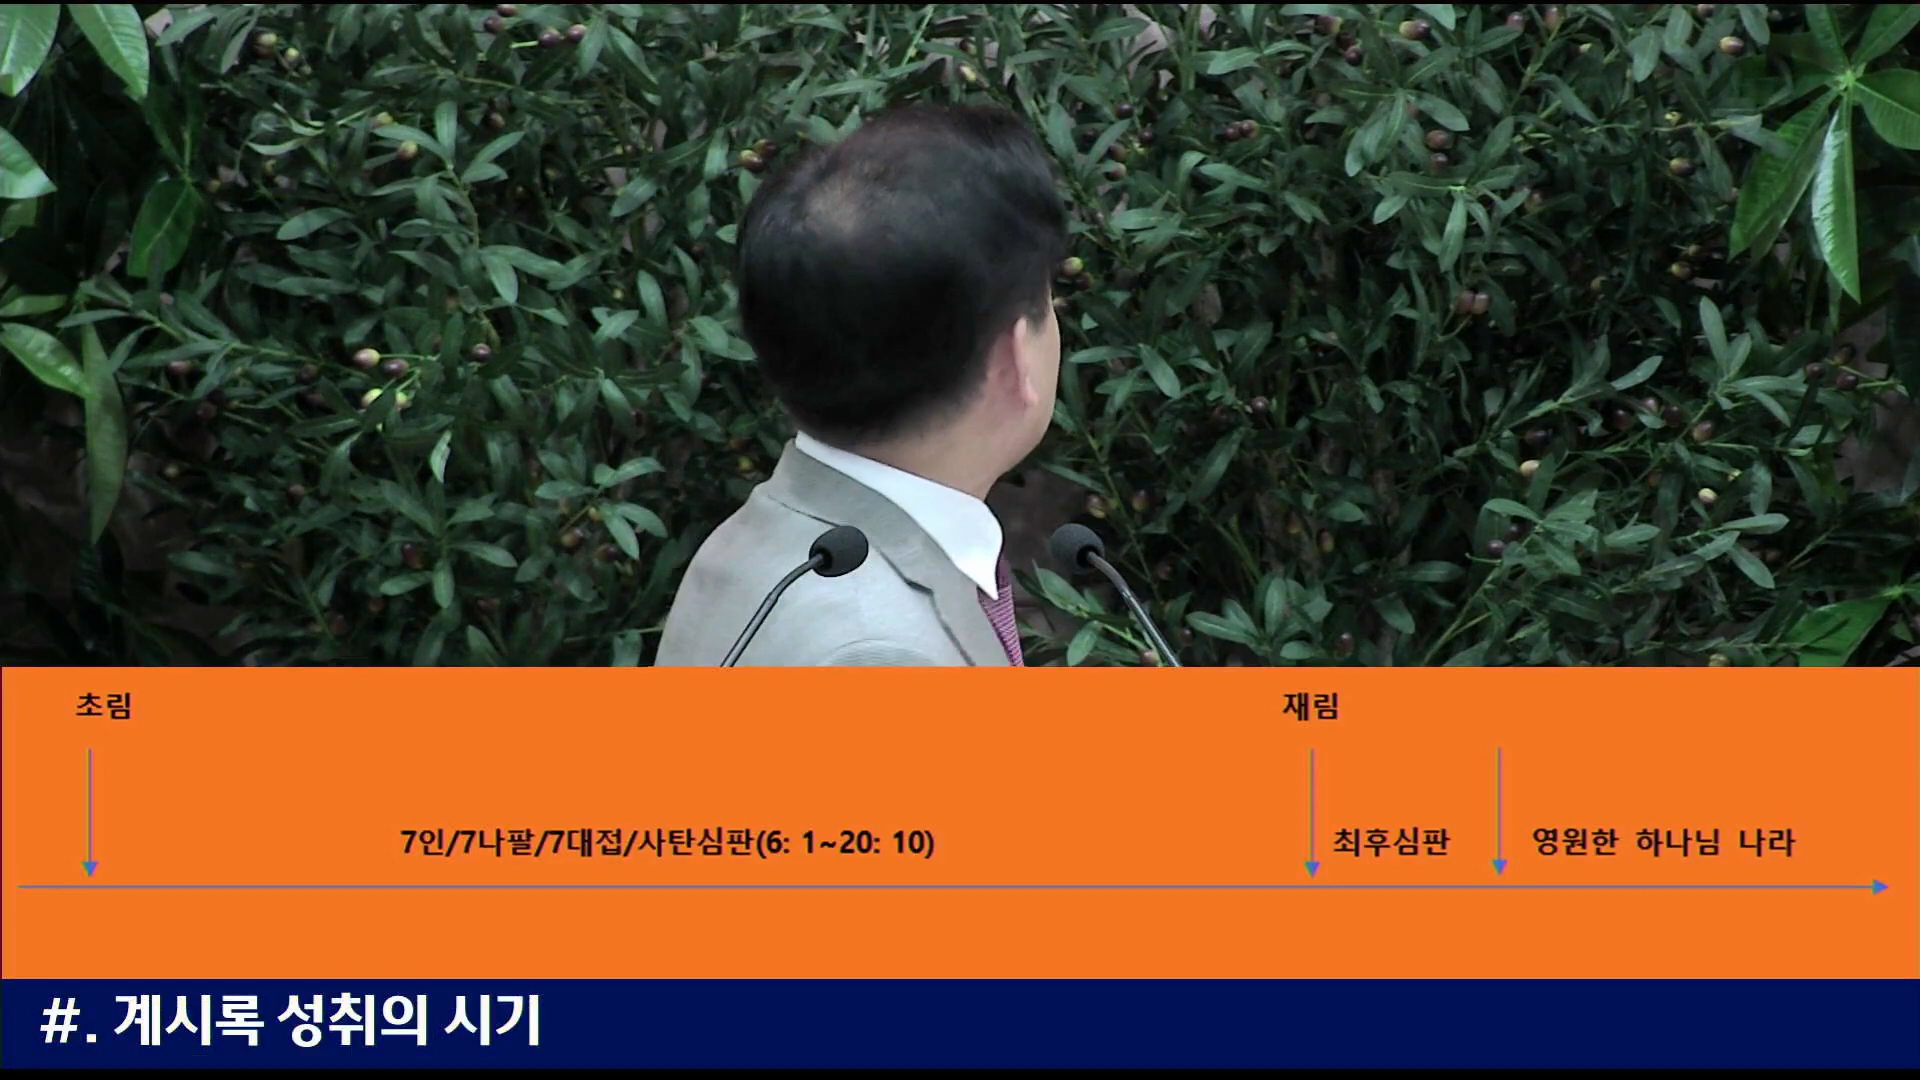 초림
재림
7인/7나팔/7대접/사탄심판(6: 1~20: 10)
최후심판
영원한 하나님 나라
#. 계시록 성취의 시기